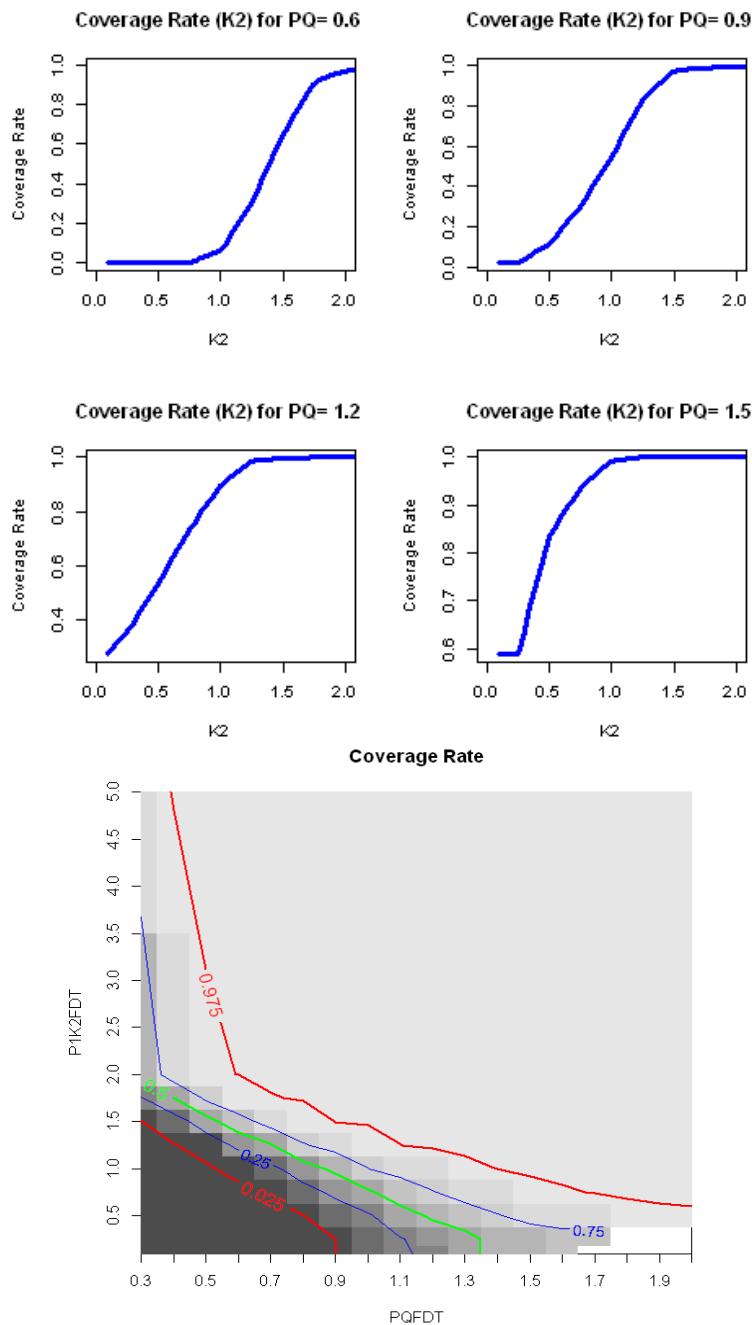 Coverage Rate (K2) for PQ= 0.6
Coverage Rate
0.0 0.2 0.4 0.6 0.8 1.0
0.0 0.5 1.0 1.5 2.0
K2
Coverage Rate (K2) for PQ= 0.9
Coverage Rate
0.0 0.2 0.4 0.6 0.8 1.0
0.0 0.5 1.0 1.5 2.0
K2
Coverage Rate (K2) for PQ= 1.2
Coverage Rate
0.4 0.6 0.8 1.0
0.0 0.5 1.0 1.5 2.0
K2
Coverage Rate (K2) for PQ= 1.5
Coverage Rate
0.6 0.7 0.8 0.9 1.0
0.0 0.5 1.0 1.5 2.0
K2
Coverage Rate
P1K2FDT
0.5 1.0 1.5 2.0 2.5 3.0 3.5 4.0 4.5 5.0
0.975
0.5
0.25
0.025
0.75
0.3 0.5 0.7 0.9 1.1 1.3 1.5 1.7 1.9
PQFDT